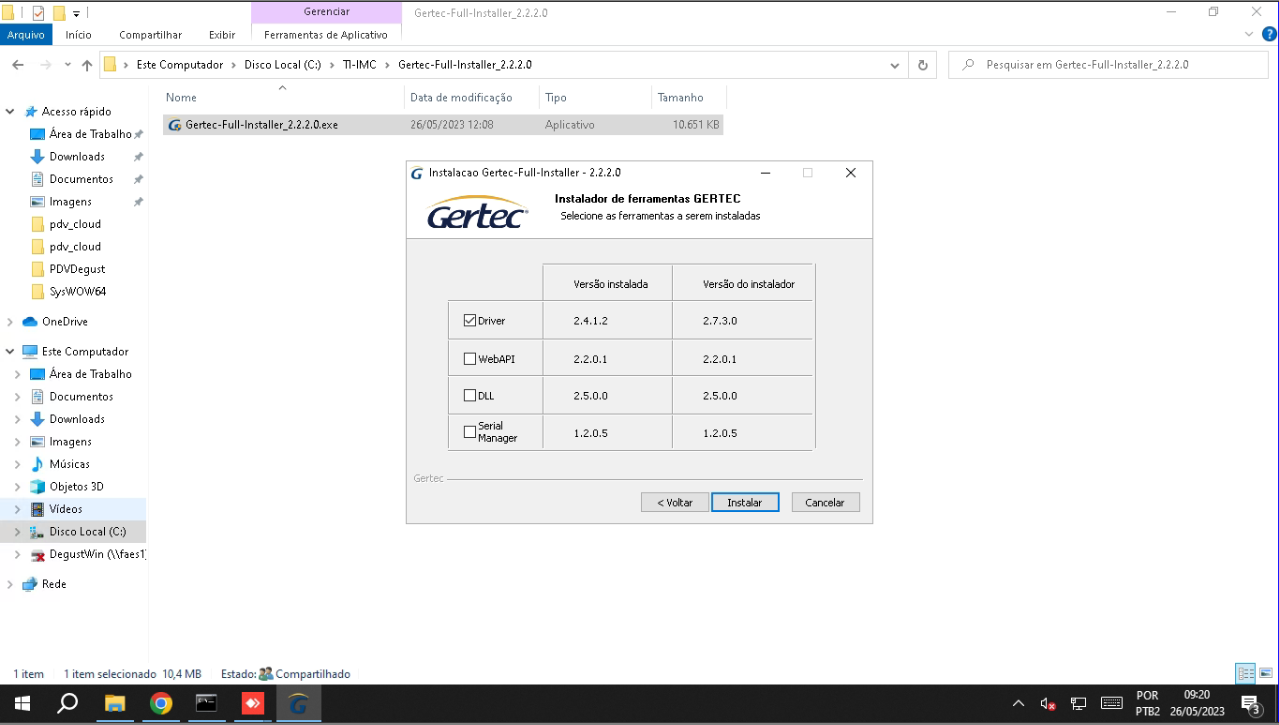 Gerenciar
Gertec-Full-Installer_2.2.2.0
Arquivo
Início
Compartilhar
Exibir
Ferramentas de Aplicativo
Este Computador
Disco Local (C:)
TI-IMC
Gertec-Full-Installer_2.2.2.0
Pesquisar em Gertec-Full-Installer_2.2.2.0
Nome
Data de modificação
Tipo
Tamanho
Gertec-Full-Installer_2.2.2.0.exe
26/05/2023 12:08
Aplicativo
10.651 KB
Acesso rápido
Área de Trabalho
Downloads
Documentos
Imagens
pdv_cloud
pdv_cloud
PDVDegust
SysWOW64
OneDrive
Este Computador
Área de Trabalho
Documentos
Downloads
Imagens
Músicas
Objetos 3D
Vídeos
Disco Local (C:)
DegustWin (\\faes1
Rede
Instalacao Gertec-Full-Installer - 2.2.2.0
Gertec
Instalador de ferramentas GERTEC
Selecione as ferramentas a serem instaladas
Versão instalada
Versão do instalador
Driver
2.4.1.2
2.7.3.0
WebAPI
2.2.0.1
2.2.0.1
DLL
2.5.0.0
2.5.0.0
Serial
Manager
1.2.0.5
1.2.0.5
Gertec
< Voltar
Instalar
Cancelar
1 item
1 item selecionado 10,4 MB
Estado:
Compartilhado
POR
PTB2
09:20
26/05/2023
3